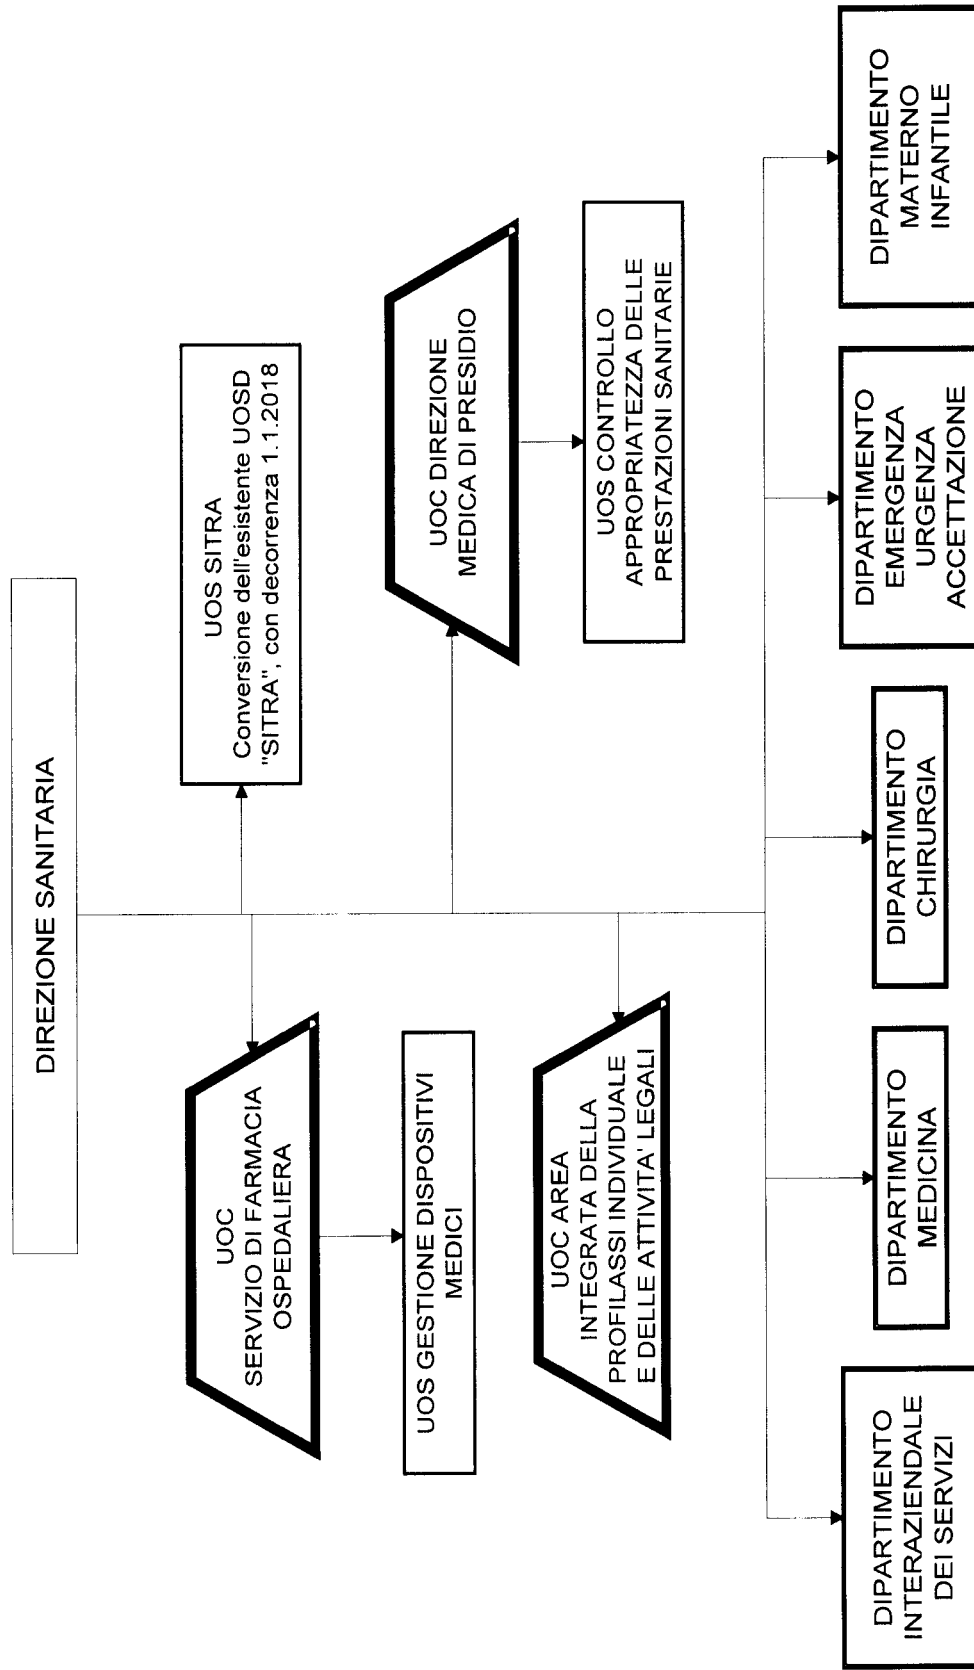 DIREZIONE SANITARIA
UOC
SERVIZIO DI FARMACIA
OSPEDALIERA
UOS SITRA
Conversione dell'esistente UOSD
"SITRA", con decorrenza 1.1.2018
UOS GESTIONE DISPOSITIVI
MEDICI
UOC DIREZIONE
MEDICA DI PRESIDIO
UOC AREA
INTEGRATA DELLA
PROFILASSI INDIVIDUALE
E DELLE ATTIVITA' LEGALI
UOS CONTROLLO
APPROPRIATEZZA DELLE
PRESTAZIONI SANITARIE
DIPARTIMENTO
INTERAZIENDALE
DEI SERVIZI
DIPARTIMENTO
MEDICINA
DIPARTIMENTO
CHIRURGIA
DIPARTIMENTO
EMERGENZA
URGENZA
ACCETTAZIONE
DIPARTIMENTO
MATERNO
INFANTILE